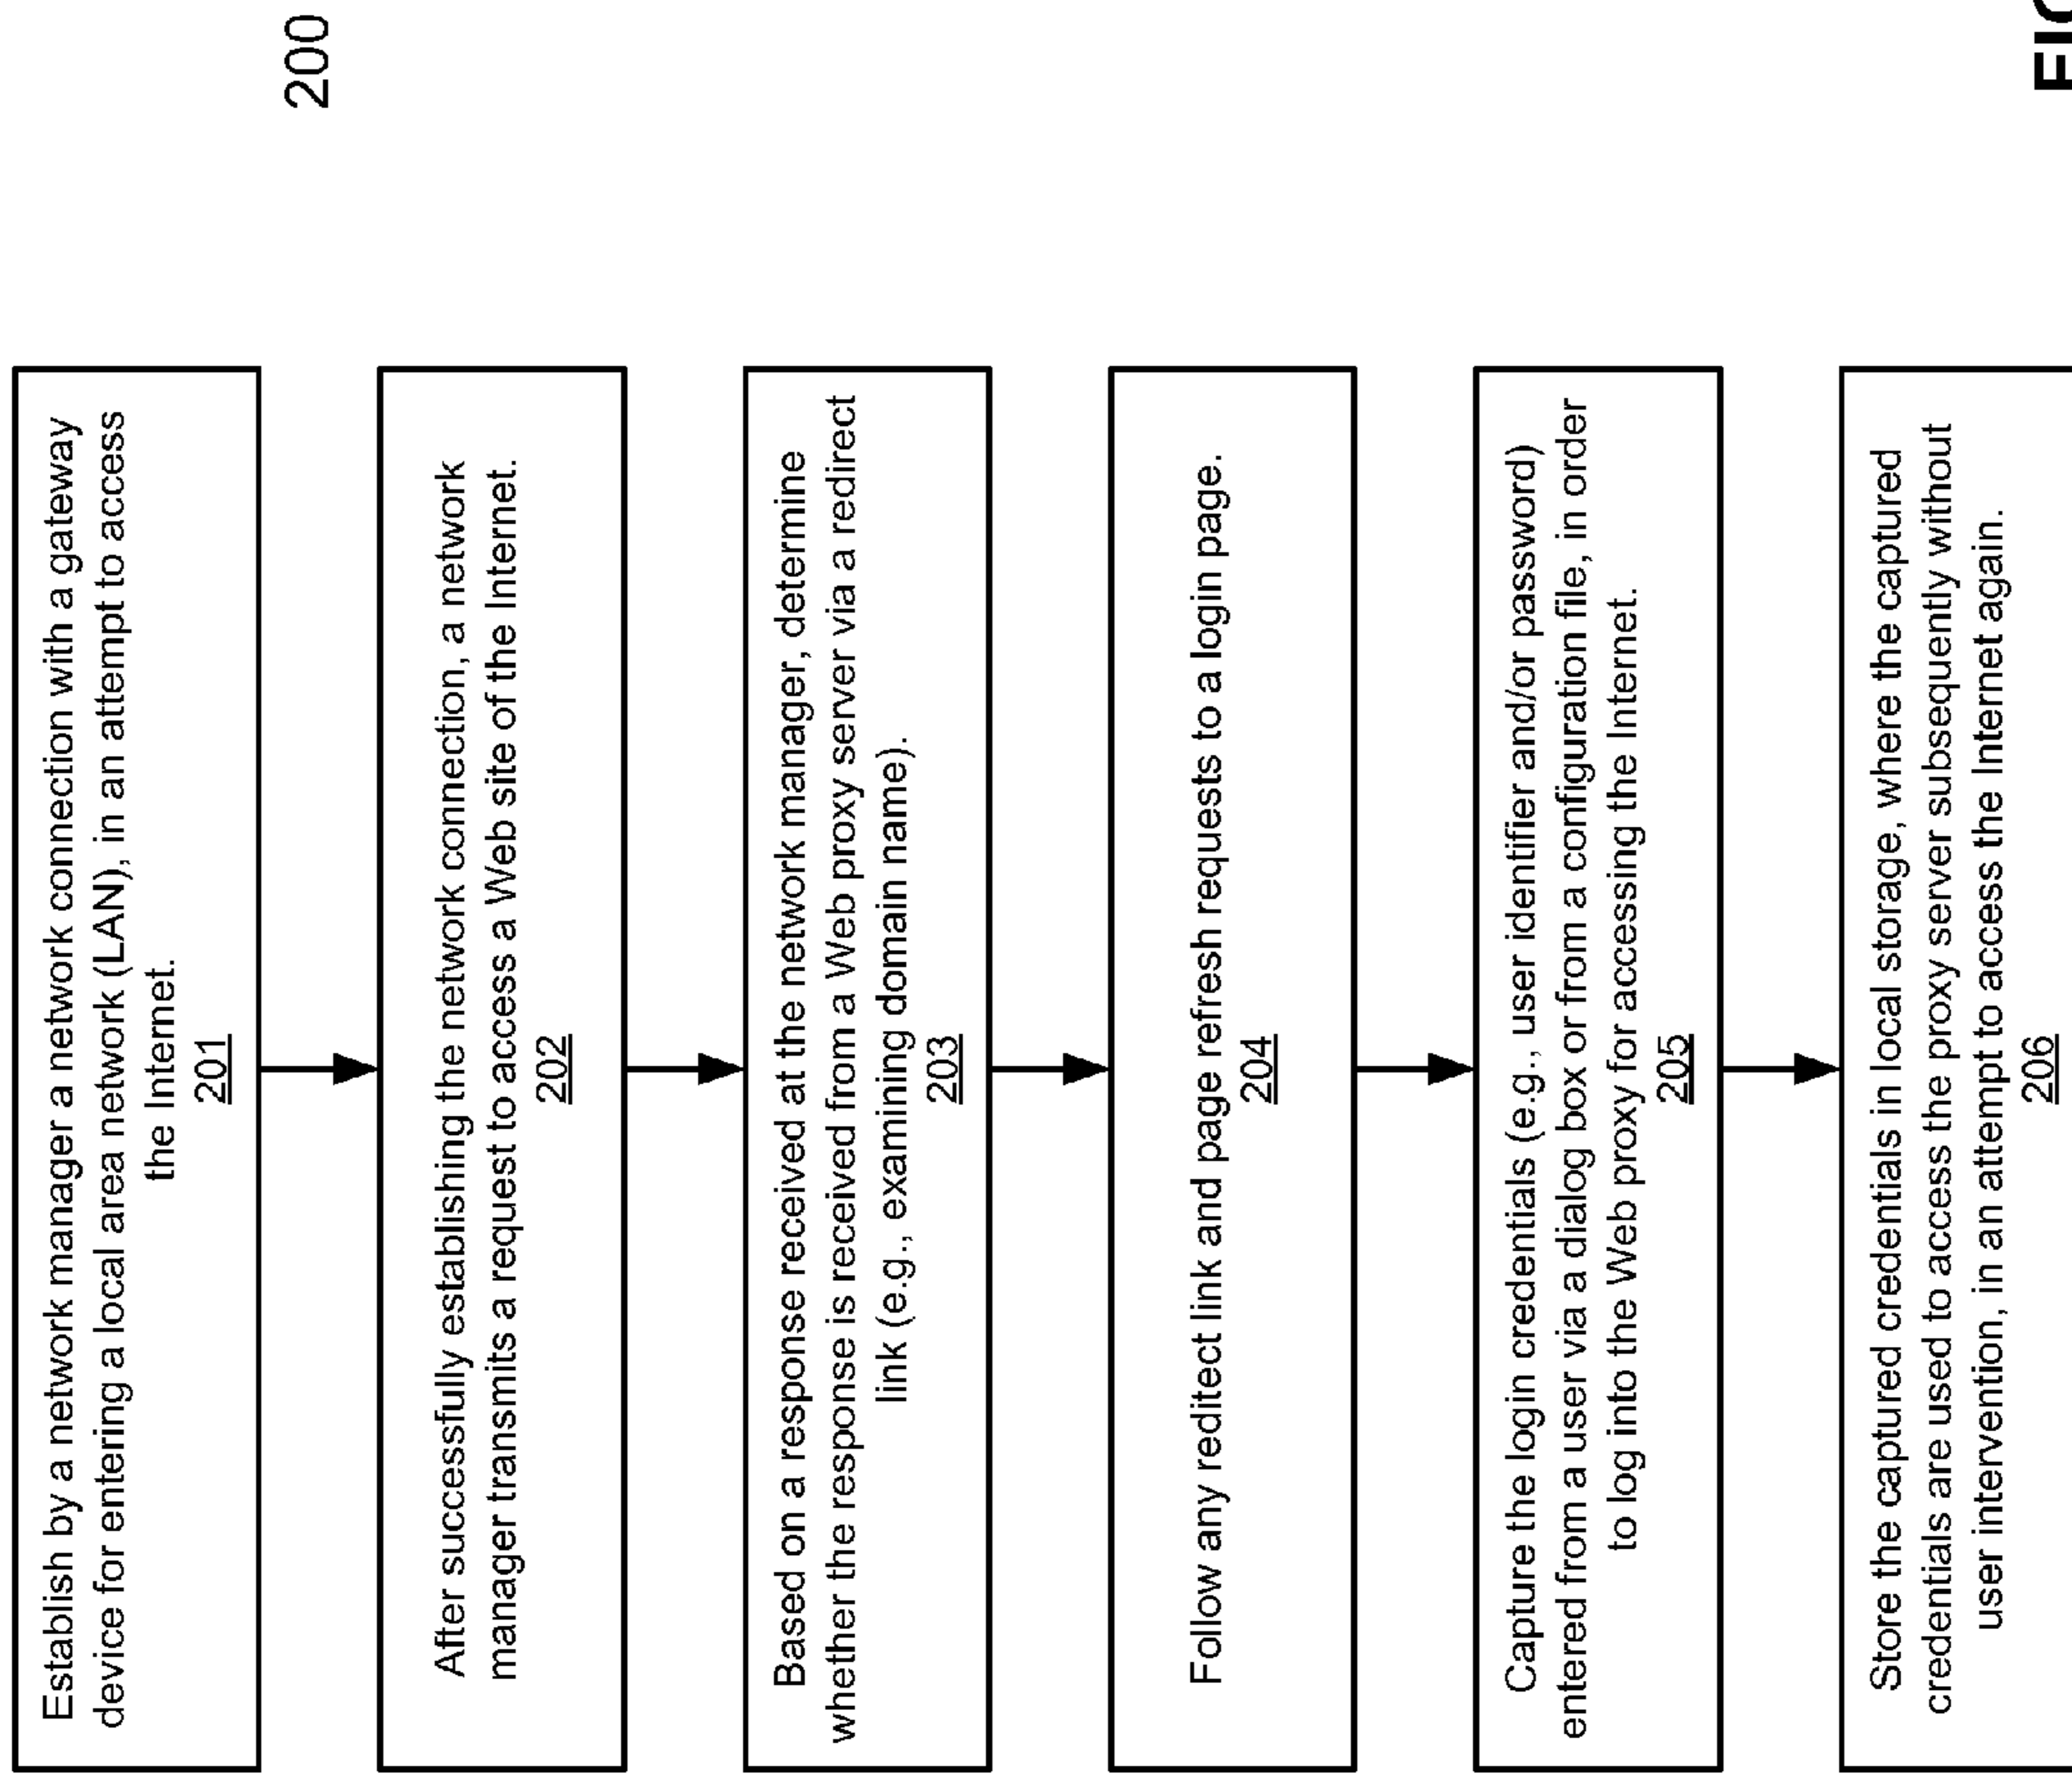 Establish by a network manager a network connection with a gateway
device for entering a local area network (LAN), in an attempt to access
the Internet.
201
After successfully establishing the network connection, a network
manager transmits a request to access a Web site of the Internet.
202
Based on a response received at the network manager, determine
whether the response is received from a Web proxy server via a redirect
link (e.g., examining domain name).
203
Follow any reditect link and page refresh requests to a login page.
204
Capture the login credentials (e.g., user identifier and/or password)
entered from a user via a dialog box or from a configuration file, in order
to log into the Web proxy for accessing the Internet.
205
Store the captured credentials in local storage, where the captured
credentials are used to access the proxy server subsequently without
user intervention, in an attempt to access the Internet again.
206
200